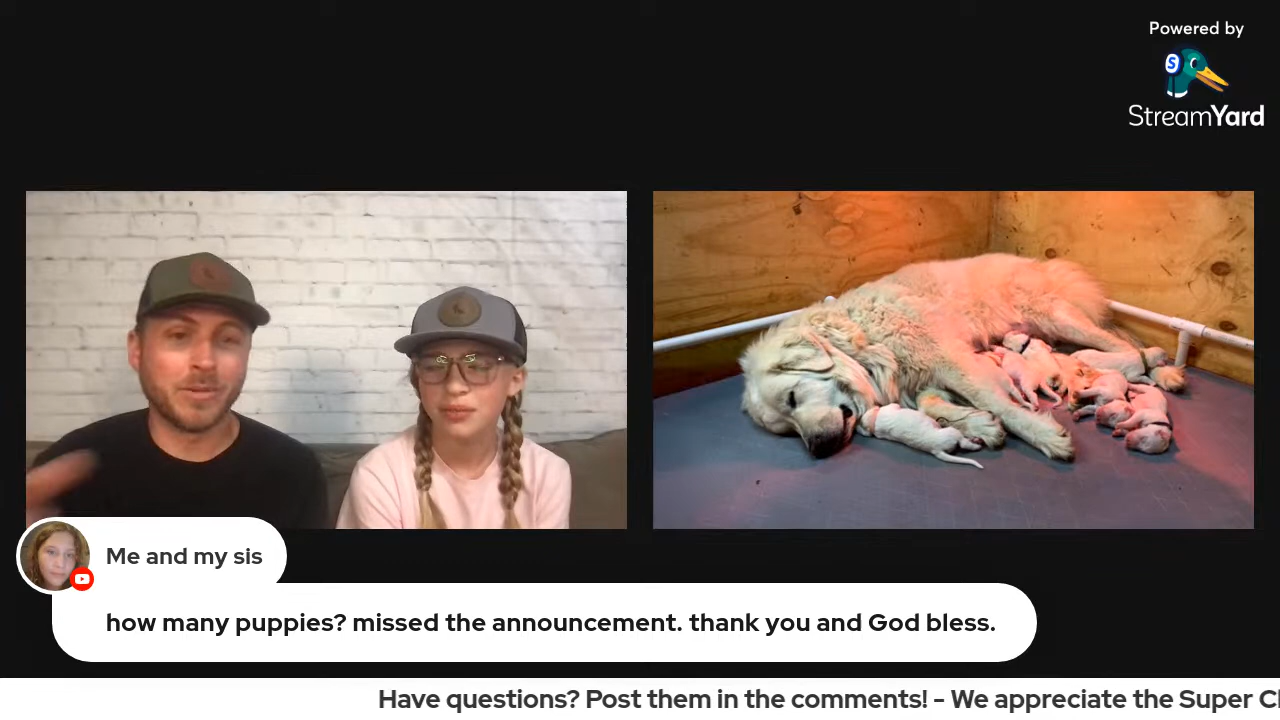 Powered by
S
StreamYard
Me and my sis
how many puppies? missed the announcement. thank you and God bless.
Have questions? Post them in the comments! - We appreciate the Super